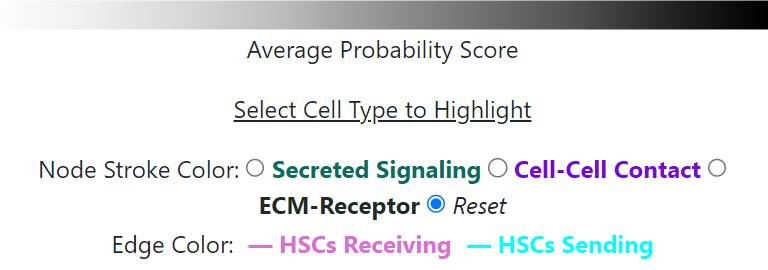 Average Probability Score
Select Cell Type to Highlight
Node Stroke Color: Secreted Signaling Cell-Cell Contact
ECM-Receptor Reset
Edge Color: — HSCs Receiving — HSCs Sending